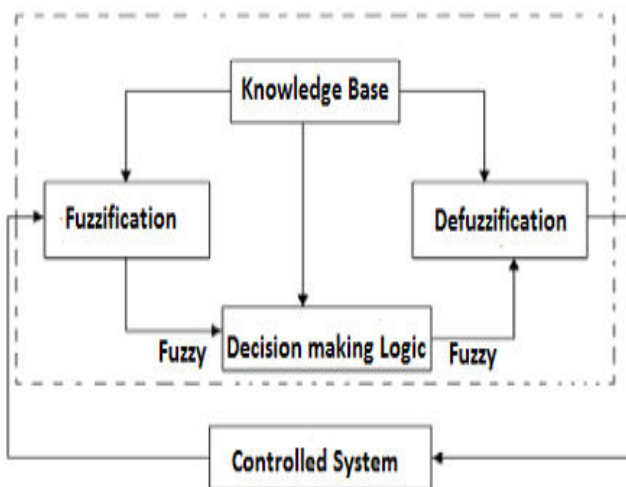 Knowledge Base
Fuzzification
Defuzzification
Fuzzy
Decision making Logic
Fuzzy
Controlled System